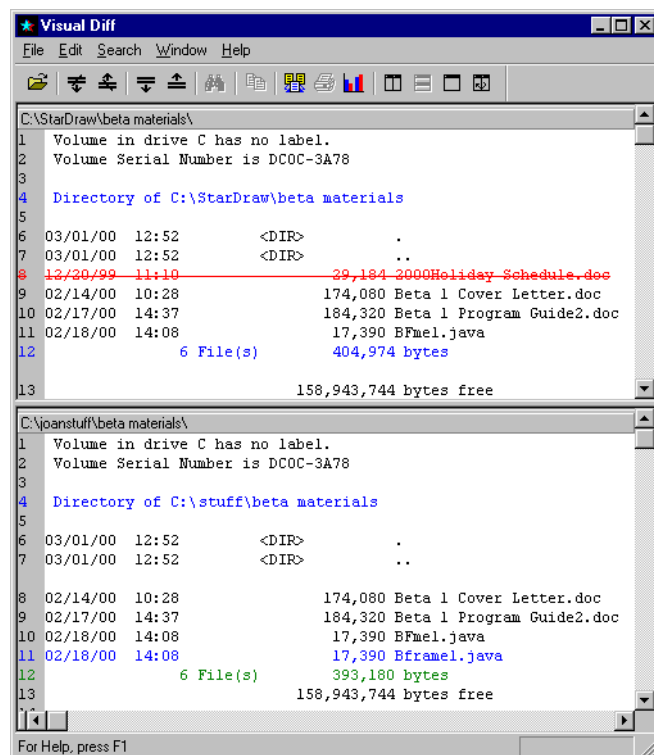 Visual Diff
File Edit Search Window Help
C:\StarDraw\beta materials\
1 Volume in drive C has no label.
2 Volume Serial Number is DC0C-3A78
3
4 Directory of C:\StarDraw\beta materials
5
6 03/01/00 12:52 <DIR> .
7 03/01/00 12:52 <DIR> ..
8 12/20/99 11:10 29,184 2000Holiday Schedule.doc
9 02/14/00 10:28 174,080 Beta 1 Cover Letter.doc
10 02/17/00 14:37 184,320 Beta 1 Program Guide2.doc
11 02/18/00 14:08 17,390 BFmel.java
12 6 File(s) 404,974 bytes
13 158,943,744 bytes free
C:\joanstuff\beta materials\
1 Volume in drive C has no label.
2 Volume Serial Number is DC0C-3A78
3
4 Directory of C:\stuff\beta materials
5
6 03/01/00 12:52 <DIR> .
7 03/01/00 12:52 <DIR> ..
8 02/14/00 10:28 174,080 Beta 1 Cover Letter.doc
9 02/17/00 14:37 184,320 Beta 1 Program Guide2.doc
10 02/18/00 14:08 17,390 BFmel.java
11 02/18/00 14:08 17,390 Bframel.java
12 6 File(s) 393,180 bytes
13 158,943,744 bytes free
For Help, press F1